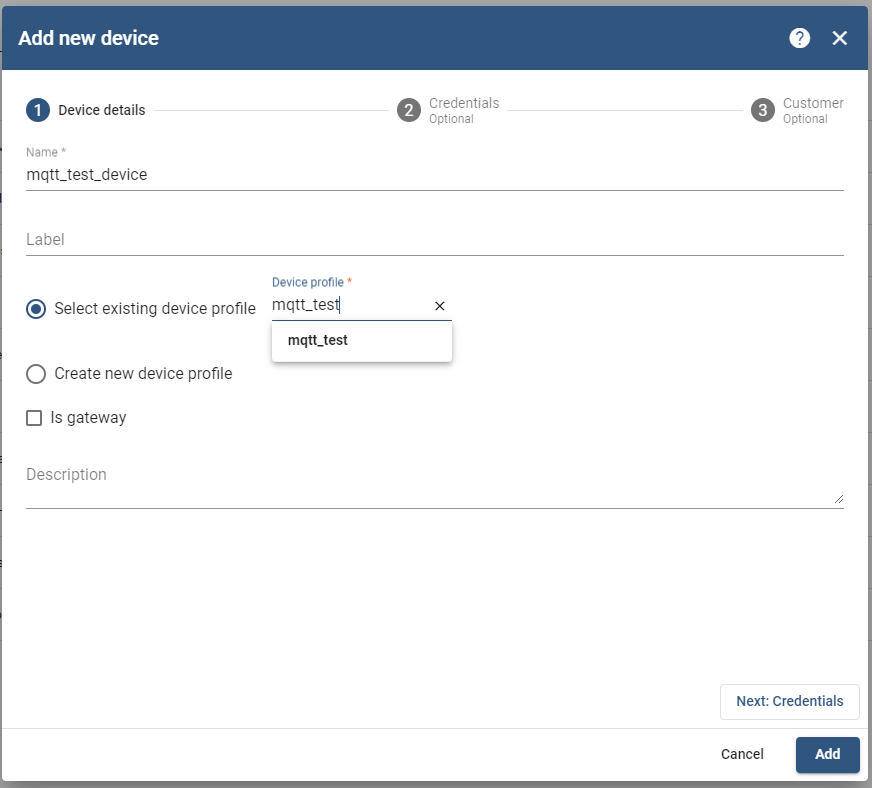 Add new device
?
1 Device details
2 Credentials
Optional
3 Customer
Optional
Name *
mqtt_test_device
Label
Device profile *
Select existing device profile
mqtt_test
mqtt_test
Create new device profile
Is gateway
Description
Next: Credentials
Cancel
Add